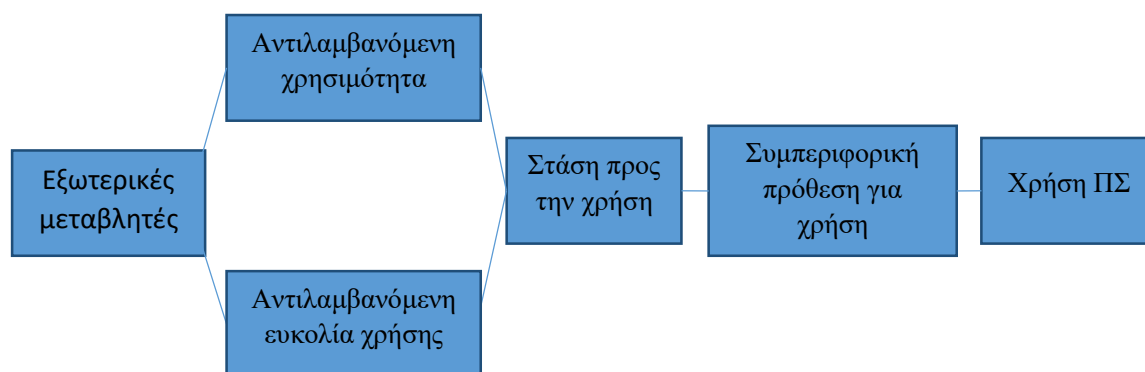 Εξωτερικές
μεταβλητές
Αντιλαμβανόμενη
χρησιμότητα
Αντιλαμβανόμενη
ευκολία χρήσης
Στάση προς
την χρήση
Συμπεριφορική
πρόθεση για
χρήση
Χρήση ΠΣ